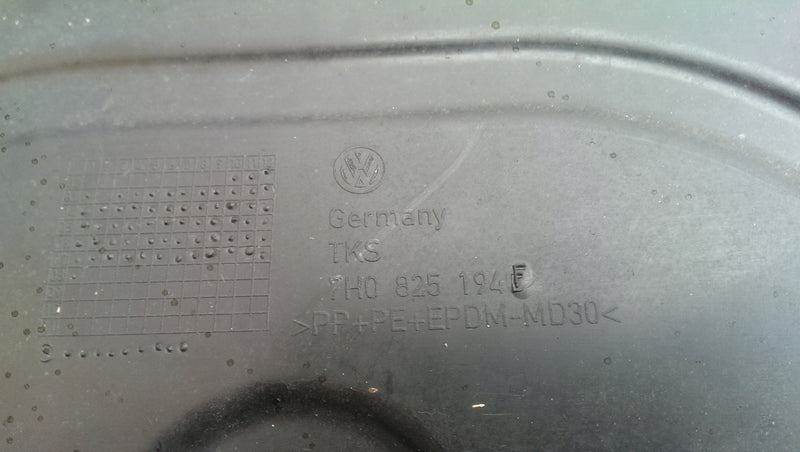 Germany
TKS
7H0 825 194 F
>PP+PE+EPDM-MD30<